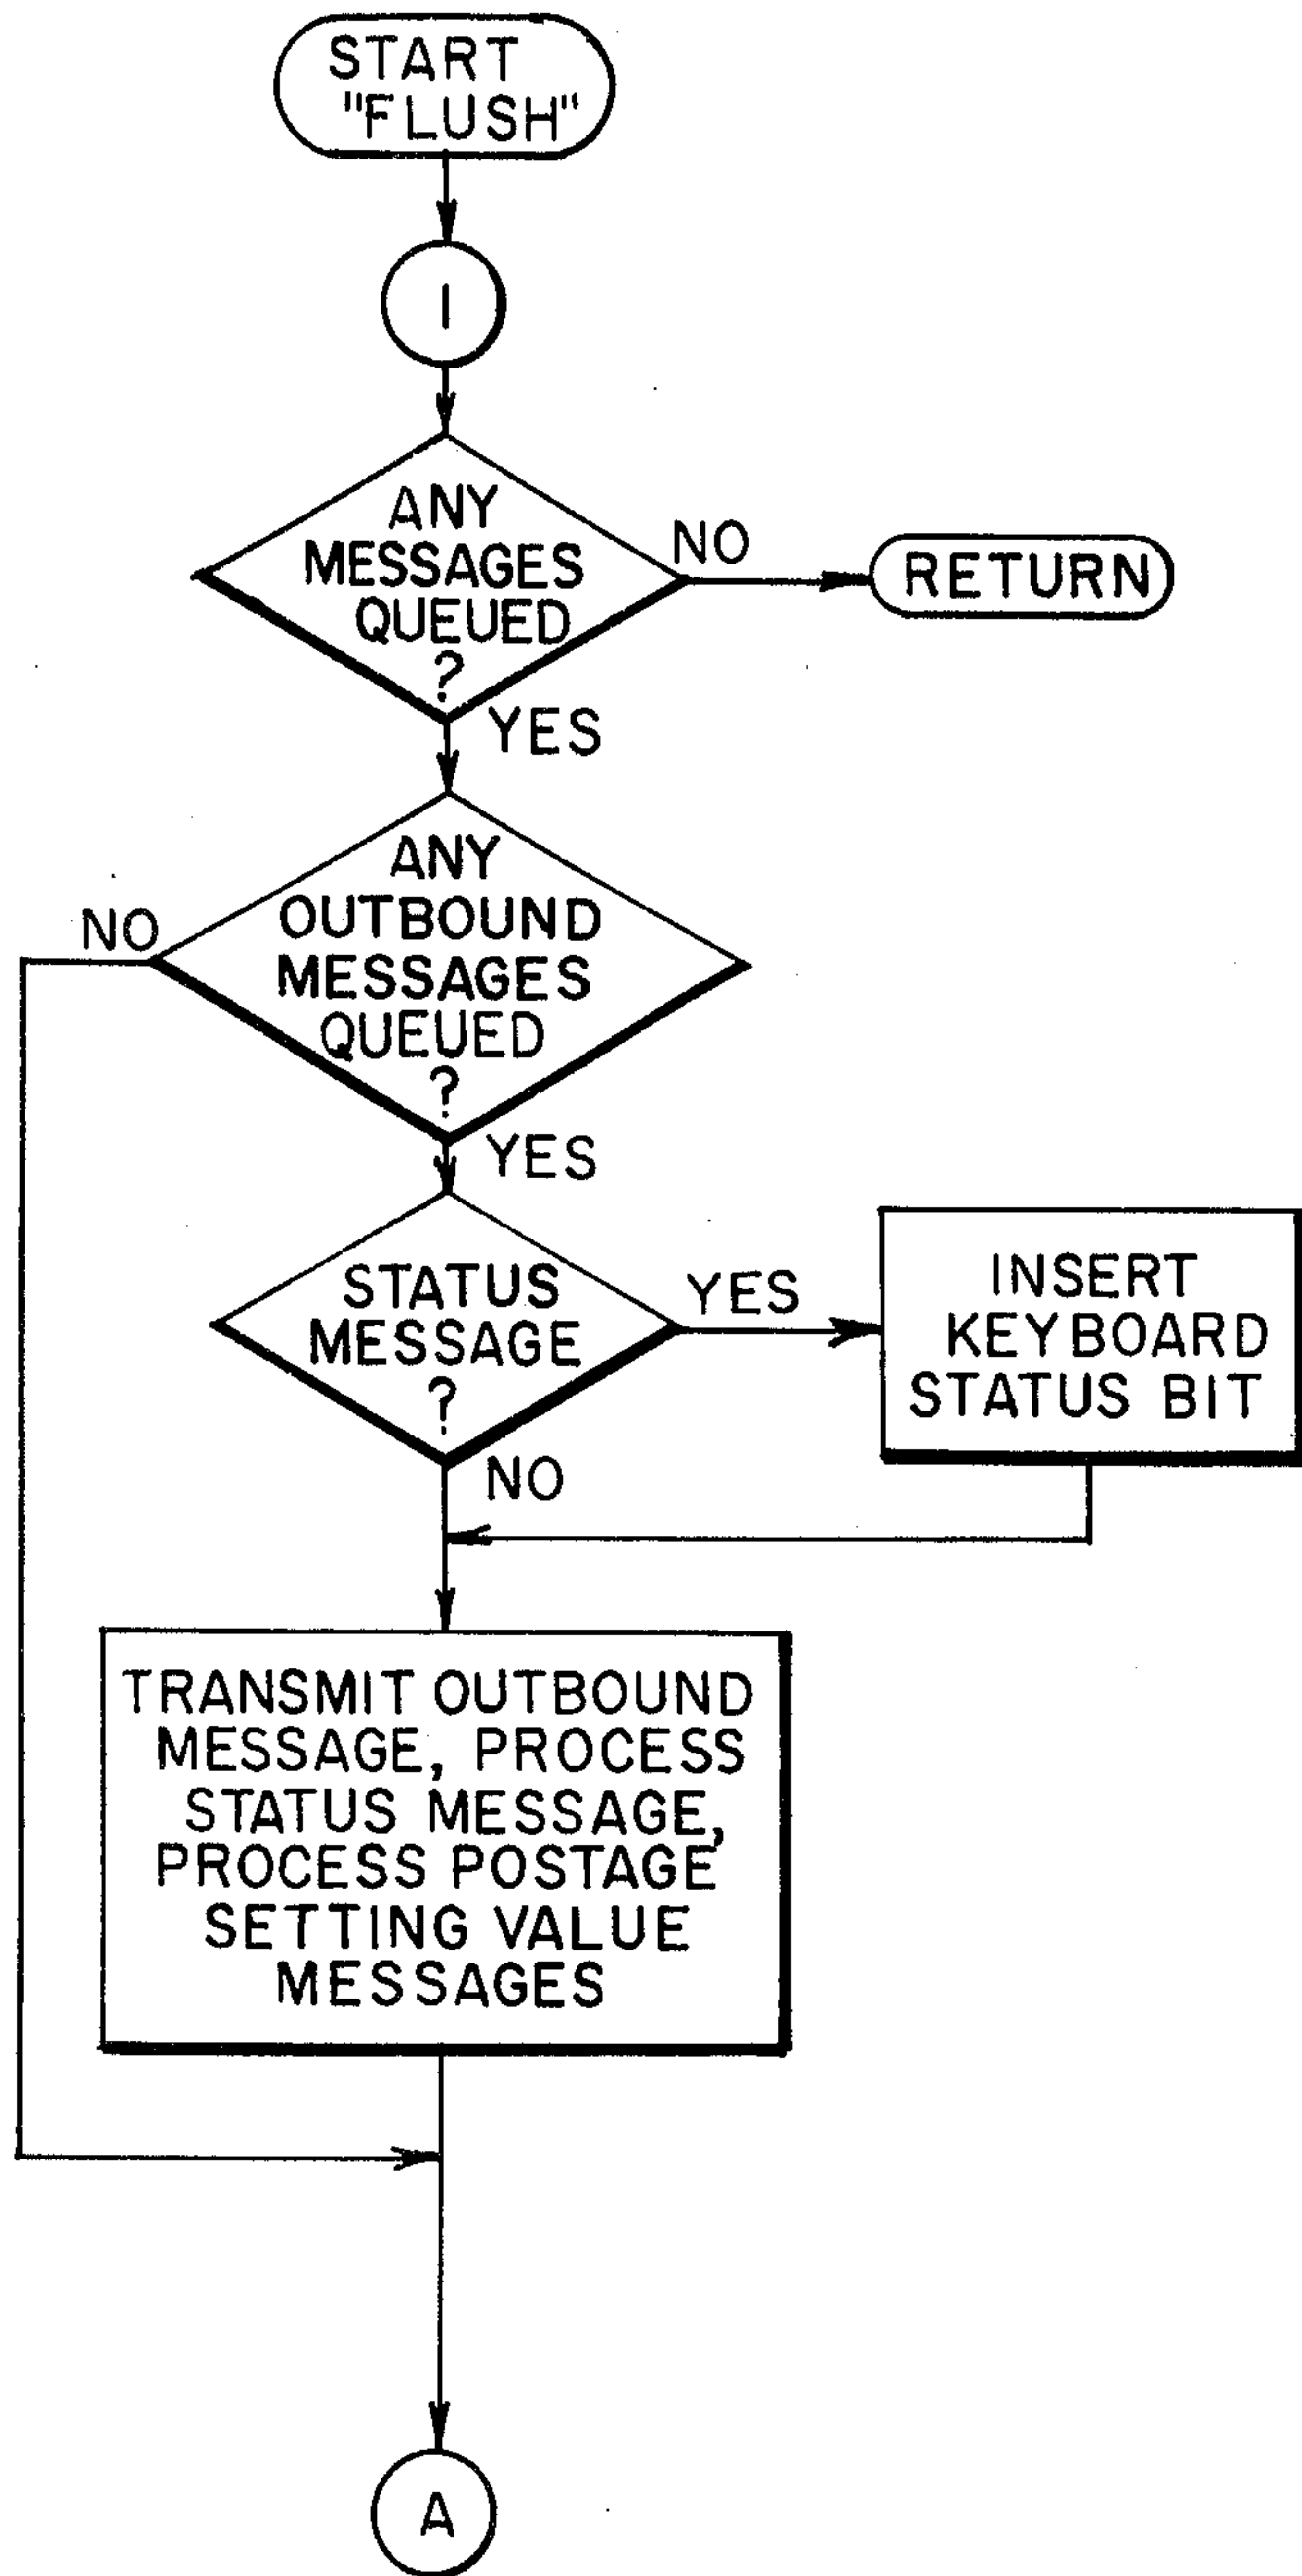 START
"FLUSH"
1
ANY
MESSAGES
QUEUED
?
NO
RETURN
YES
ANY
OUTBOUND
MESSAGES
QUEUED
?
NO
YES
STATUS
MESSAGE
?
YES
INSERT
KEYBOARD
STATUS BIT
NO
TRANSMIT OUTBOUND
MESSAGE, PROCESS
STATUS MESSAGE,
PROCESS POSTAGE
SETTING VALUE
MESSAGES
A